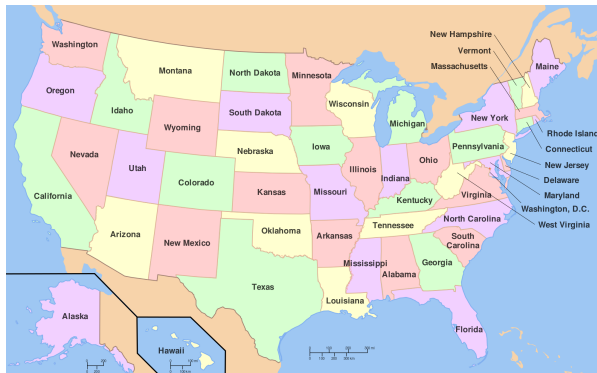 New Hampshire
Vermont
Massachusetts
Washington
Montana
North Dakota
Minnesota
Maine
Oregon
Idaho
South Dakota
Wisconsin
Michigan
New York
Rhode Island
Wyoming
Connecticut
Nebraska
Iowa
Pennsylvania
New Jersey
Nevada
Utah
Colorado
Illinois
Indiana
Ohio
Delaware
California
Kansas
Missouri
Kentucky
Virginia
Maryland
Washington, D.C.
West Virginia
Arizona
New Mexico
Oklahoma
Arkansas
Tennessee
North Carolina
South
Carolina
Texas
Mississippi
Alabama
Georgia
Louisiana
Alaska
Florida
Hawaii